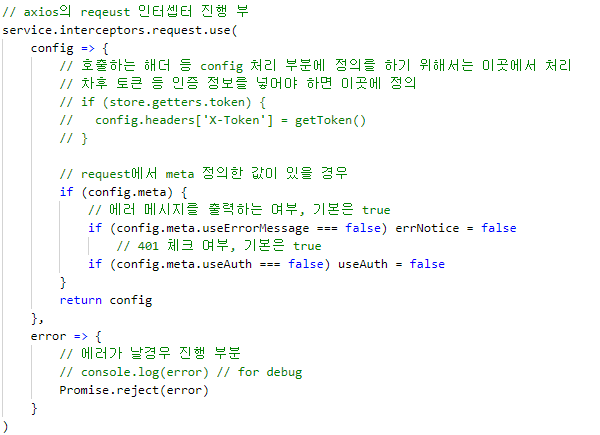 // axios의 reqeust 인터셉터 진행 부
service.interceptors.request.use(
config => {
// 호출하는 해더 등 config 처리 부분에 정의를 하기 위해서는 이곳에서 처리
// 차후 토큰 등 인증 정보를 넣어야 하면 이곳에 정의
// if (store.getters.token) {
//   config.headers['X-Token'] = getToken()
// }
// request에서 meta 정의한 값이 있을 경우
if (config.meta) {
// 에러 메시지를 출력하는 여부, 기본은 true
if (config.meta.useErrorMessage === false) errNotice = false
// 401 체크 여부, 기본은 true
if (config.meta.useAuth === false) useAuth = false
}
return config
},
error => {
// 에러가 날경우 진행 부분
// console.log(error) // for debug
Promise.reject(error)
}
)